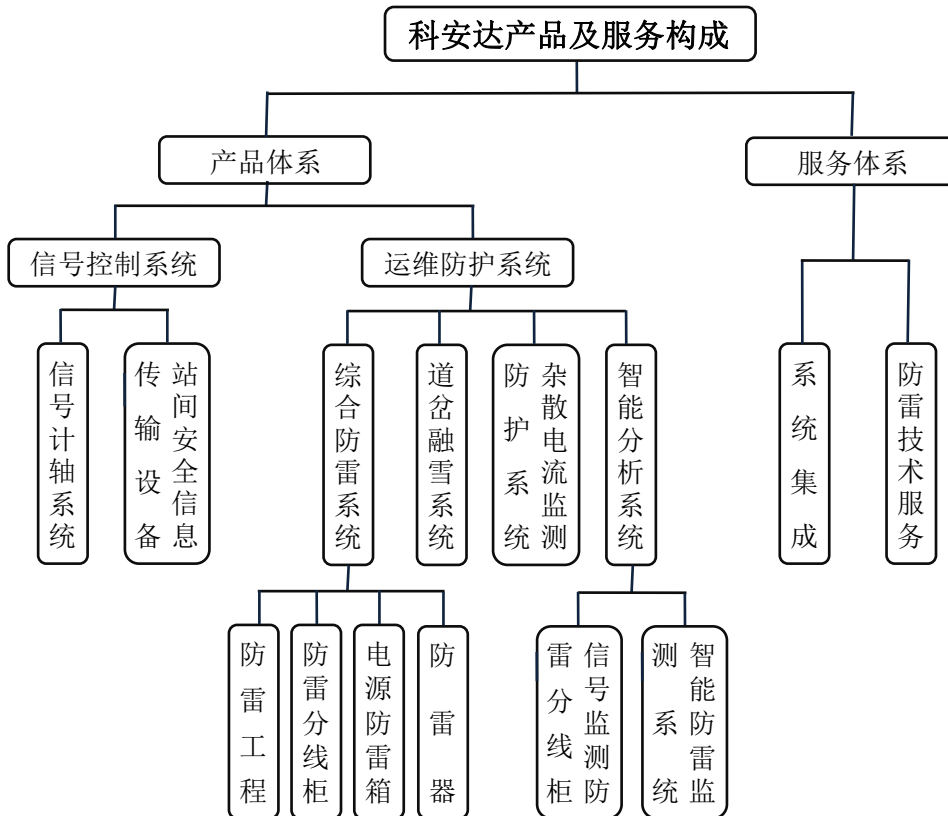 科安达产品及服务构成
产品体系
服务体系
信号控制系统
运维防护系统
信号计轴系统
站间安全信息
传输设备
综合防雷系统
道岔融雪系统
杂散电流监测
防护系统
智能分析系统
系统集成
防雷技术服务
防雷工程
防雷分线柜
电源防雷箱
防雷器
信号监测防
雷分线柜
智能防雷监
测系统